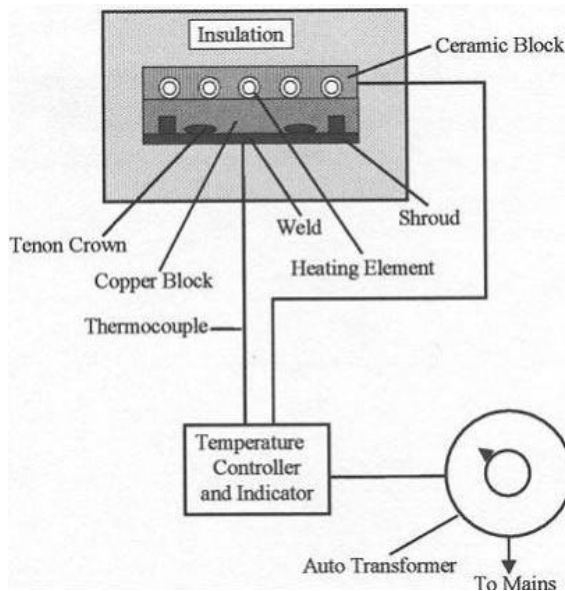 Insulation
Ceramic Block
Shroud
Weld
Tenon Crown
Heating Element
Copper Block
Thermocouple
Temperature
Controller
and Indicator
Auto Transformer
To Mains